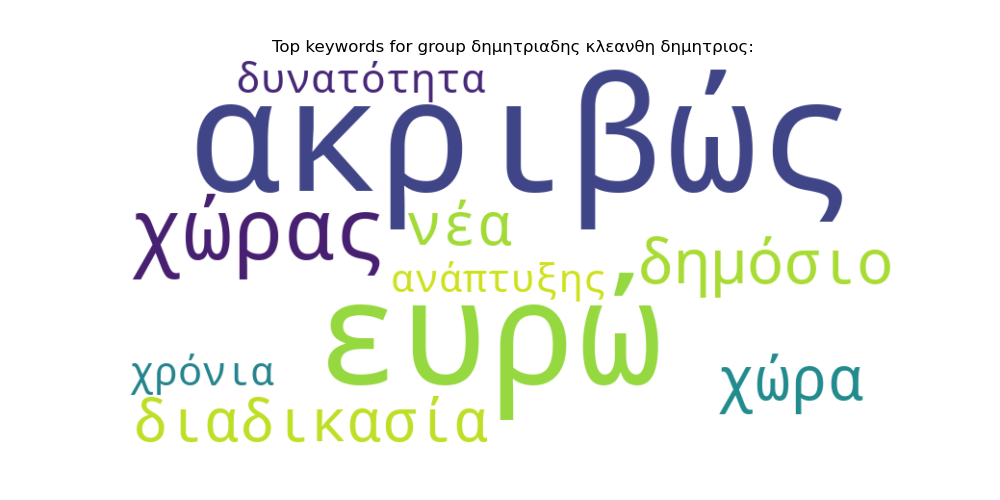 Top keywords for group δημητριαδης κλεανθη δημητριος:
δυνατότητα
ακριβώς
χώρας
νέα
δημόσιο
ανάπτυξης
ευρώ
χρόνια
χώρα
διαδικασία